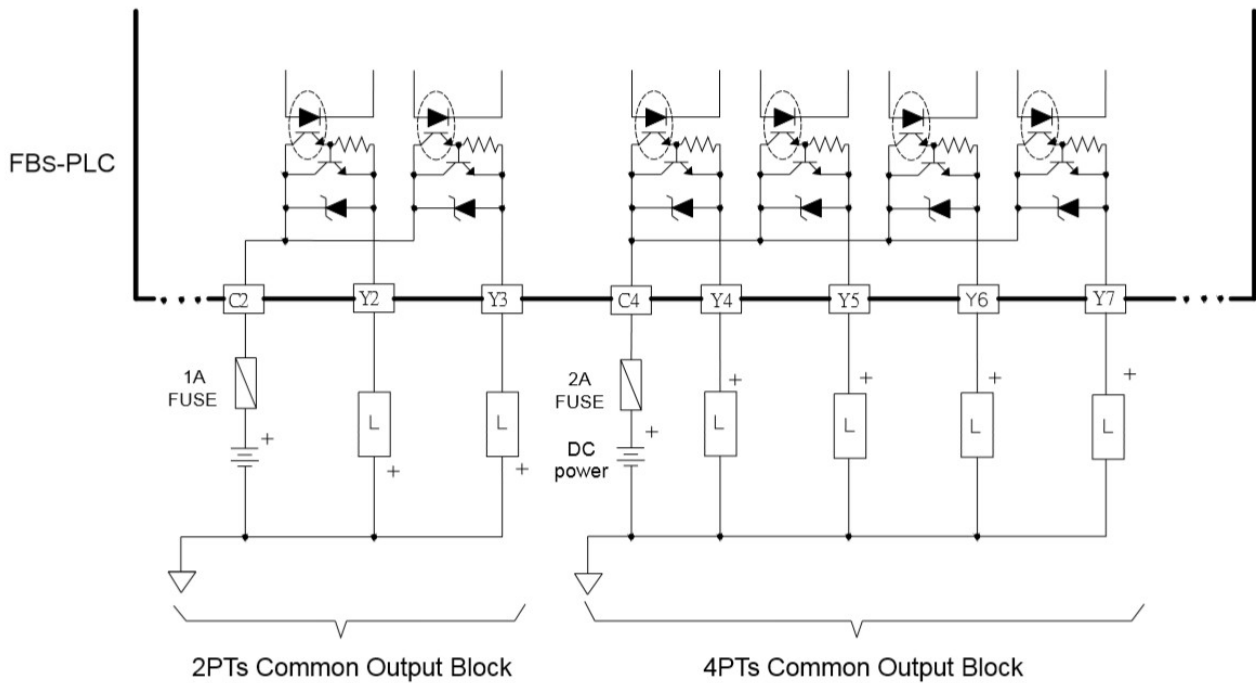 FBs-PLC
C2
Y2
Y3
C4
Y4
Y5
Y6
Y7
1A
FUSE
+
L
+
L
+
2A
FUSE
+
DC
power
L
+
L
+
L
+
L
+
2PTs Common Output Block
4PTs Common Output Block